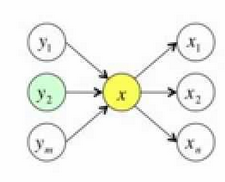 y₁ x₁
y₂ x x₂
yₘ xₙ